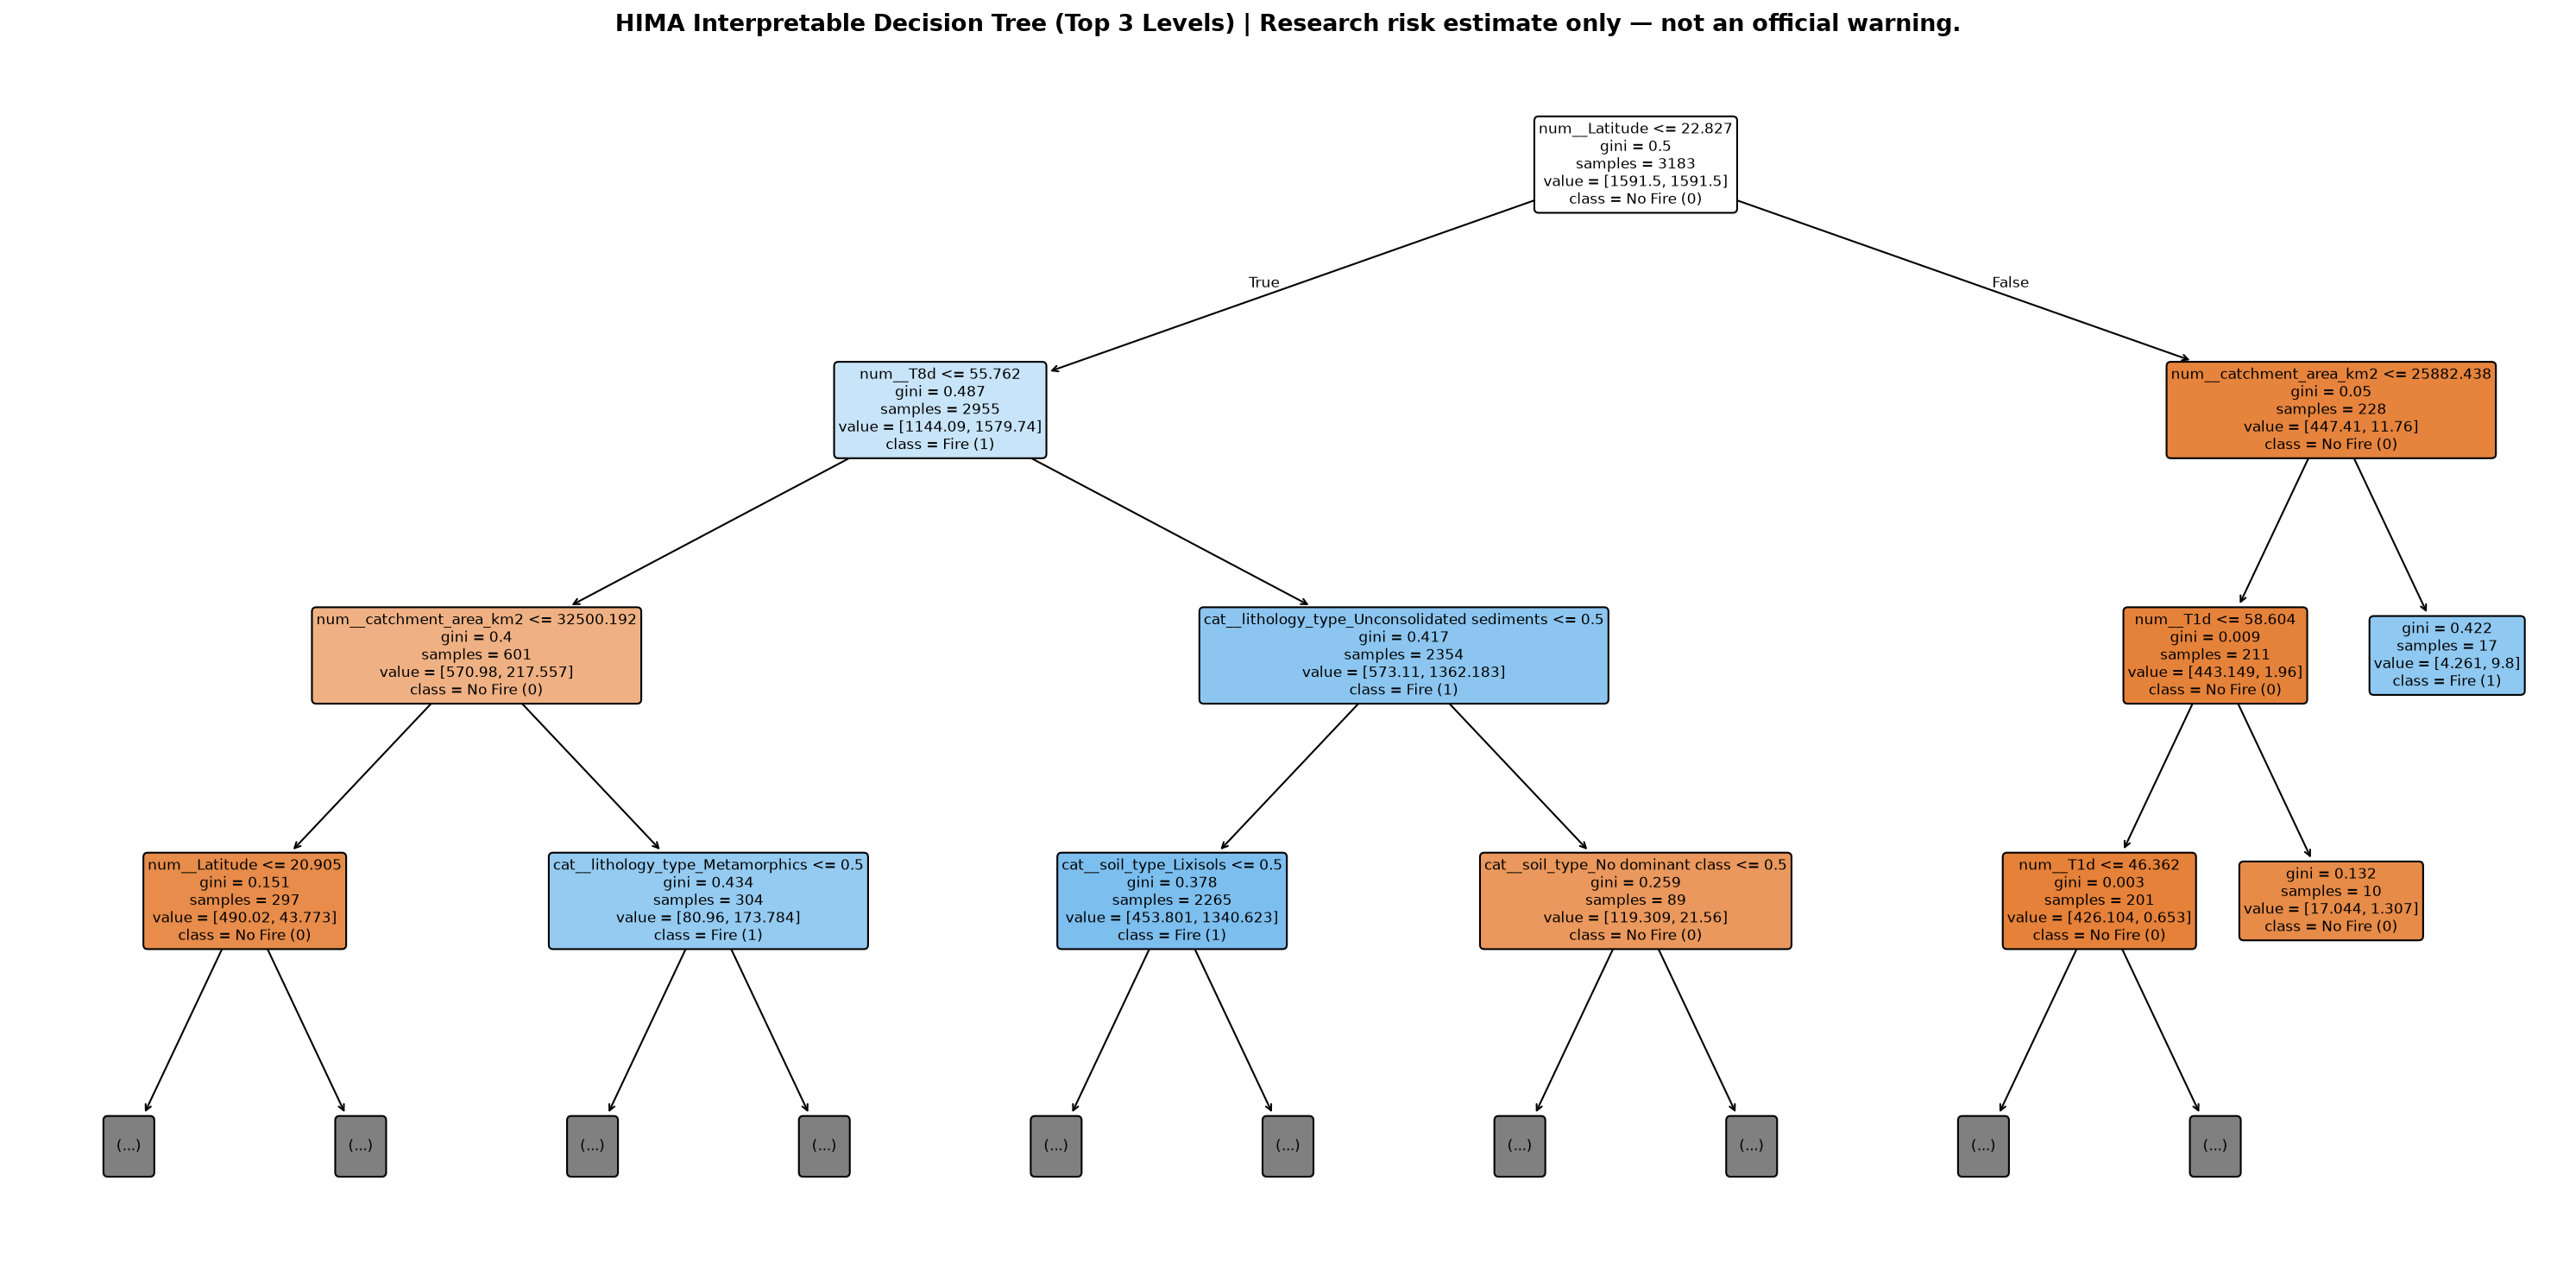 HIMA Interpretable Decision Tree (Top 3 Levels) | Research risk estimate only — not an official warning.
num__Latitude <= 22.827
gini = 0.5
samples = 3183
value = [1591.5, 1591.5]
class = No Fire (0)
True
False
num__T8d <= 55.762
gini = 0.487
samples = 2955
value = [1144.09, 1579.74]
class = Fire (1)
num__catchment_area_km2 <= 25882.438
gini = 0.05
samples = 228
value = [447.41, 11.76]
class = No Fire (0)
num__catchment_area_km2 <= 32500.192
gini = 0.4
samples = 601
value = [570.98, 217.557]
class = No Fire (0)
cat__lithology_type_Unconsolidated sediments <= 0.5
gini = 0.417
samples = 2354
value = [573.11, 1362.183]
class = Fire (1)
num__T1d <= 58.604
gini = 0.009
samples = 211
value = [443.149, 1.96]
class = No Fire (0)
gini = 0.422
samples = 17
value = [4.261, 9.8]
class = Fire (1)
num__Latitude <= 20.905
gini = 0.151
samples = 297
value = [490.02, 43.773]
class = No Fire (0)
cat__lithology_type_Metamorphics <= 0.5
gini = 0.434
samples = 304
value = [80.96, 173.784]
class = Fire (1)
cat__soil_type_Lixisols <= 0.5
gini = 0.378
samples = 2265
value = [453.801, 1340.623]
class = Fire (1)
cat__soil_type_No dominant class <= 0.5
gini = 0.259
samples = 89
value = [119.309, 21.56]
class = No Fire (0)
num__T1d <= 46.362
gini = 0.003
samples = 201
value = [426.104, 0.653]
class = No Fire (0)
gini = 0.132
samples = 10
value = [17.044, 1.307]
class = No Fire (0)
(...)
(...)
(...)
(...)
(...)
(...)
(...)
(...)
(...)
(...)